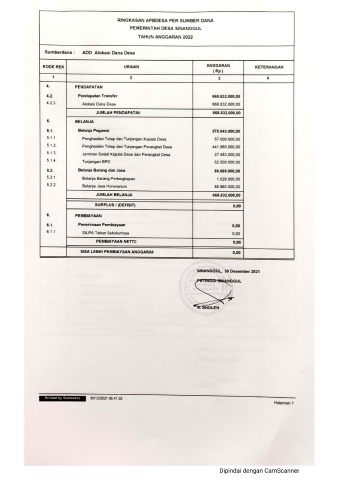 RINGKASAN APBDESA PER SUMBER DANA
PEMERINTAH DESA SINANGGUL
TAHUN ANGGARAN 2022
Sumberdana : ADD Alokasi Dana Desa
KODE REK URAIAN ANGGARAN ( Rp ) KETERANGAN
1 2 3 4
4. PENDAPATAN
4.2. Pendapatan Transfer 668.832.000,00
4.2.3. Alokasi Dana Desa 668.832.000,00
JUMLAH PENDAPATAN 668.832.000,00
5. BELANJA
5.1. Belanja Pegawai 578.943.000,00
5.1.1. Penghasilan Tetap dan Tunjangan Kepala Desa 57.000.000,00
5.1.2. Penghasilan Tetap dan Tunjangan Perangkat Desa 441.960.000,00
5.1.3. Jaminan Sosial Kepala Desa dan Perangkat Desa 27.483.000,00
5.1.4. Tunjangan BPD 52.500.000,00
5.2. Belanja Barang dan Jasa 89.889.000,00
5.2.1. Belanja Barang Perlengkapan 1.029.000,00
5.2.2. Belanja Jasa Honorarium 88.860.000,00
JUMLAH BELANJA 668.832.000,00
SURPLUS / (DEFISIT) 0,00
6. PEMBIAYAAN
6.1. Penerimaan Pembiayaan 0,00
6.1.1. SILPA Tahun Sebelumnya 0,00
PEMBIAYAAN NETTO 0,00
SISA LEBIH PEMBIAYAAN ANGGARAN 0,00
SINANGGUL, 30 Desember 2021
PETINGGI SINANGGUL
A. SHOLEH
Printed by Siskeudes 30/12/2021 09.41.32
Halaman 1
Dipindai dengan CamScanner